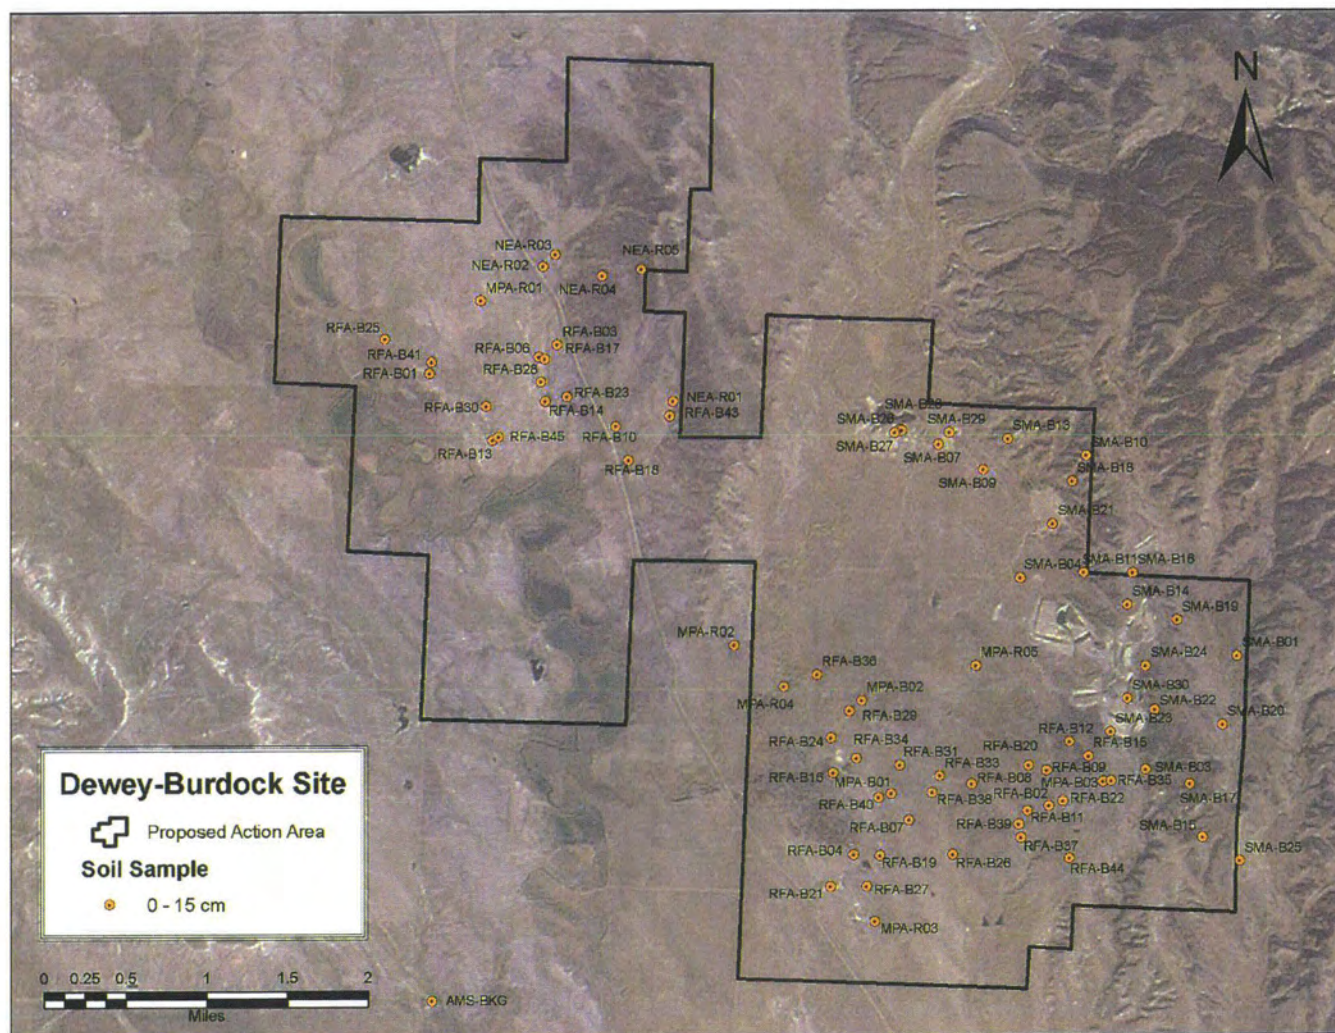 N
NEA-R03
NEA-R05
NEA-R02
NEA-R04
MPA-R01
RFA-B25
RFA-B03
RFA-B06
RFA-B17
RFA-B41
RFA-B01
RFA-B28
RFA-B23
RFA-B30
RFA-B14
NEA-R01
RFA-B43
RFA-B45
RFA-B10
RFA-B13
RFA-B18
SMA-B28
SMA-B26
SMA-B29
SMA-B13
SMA-B27
SMA-B07
SMA-B10
SMA-B09
SMA-B18
SMA-B21
SMA-B04
SMA-B11
SMA-B16
SMA-B14
SMA-B19
MPA-R02
SMA-B01
MPA-R05
SMA-B24
RFA-B36
MPA-R04
MPA-B02
SMA-B30
SMA-B22
RFA-B29
SMA-B23
SMA-B20
RFA-B24
RFA-B34
RFA-B12
RFA-B31
RFA-B20
RFA-B15
RFA-B16
RFA-B33
RFA-B09
SMA-B03
MPA-B01
RFA-B08
MPA-B03
RFA-B35
SMA-B17
RFA-B40
RFA-B38
RFA-B02
RFA-B22
RFA-B07
RFA-B39
RFA-B11
SMA-B15
RFA-B04
RFA-B19
RFA-B26
RFA-B37
RFA-B44
SMA-B25
RFA-B21
RFA-B27
MPA-R03
Dewey-Burdock Site
Proposed Action Area
Soil Sample
0 - 15 cm
0 0.25 0.5 1 1.5 2
Miles
AMS-BKG